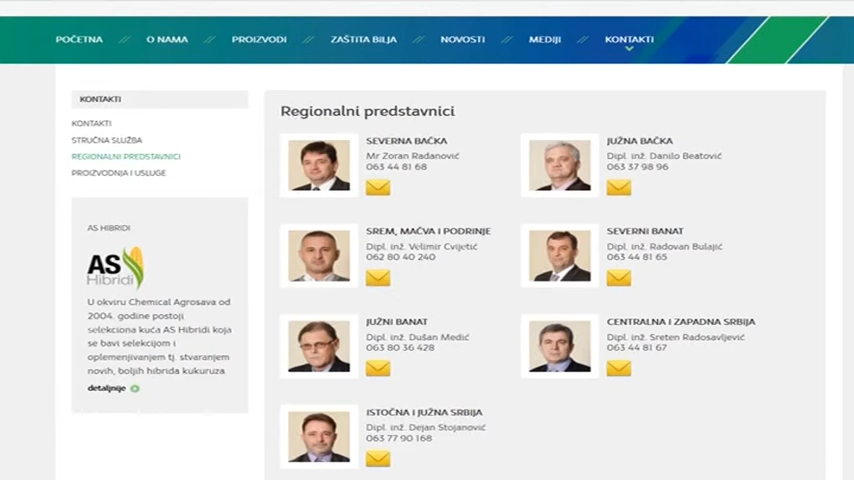 POČETNA
O NAMA
PROIZVODI
ZAŠTITA BILJA
NOVOSTI
MEDIJI
KONTAKTI
KONTAKTI
KONTAKTI
STRUČNA SLUŽBA
REGIONALNI PREDSTAVNICI
PROIZVODNJA I USLUGE
AS HIBRIDI
AS
Hibridi
U okviru Chemical Agrosava od
2004. godine postoji
selekciona kuća AS Hibridi koja
se bavi selekcijom i
oplemenjivanjem tj. stvaranjem
novih, boljih hibrida kukuruza.
detaljnije
Regionalni predstavnici
SEVERNA BAČKA
Mr Zoran Radanović
063 44 81 68
JUŽNA BAČKA
Dipl. inž. Danilo Beatović
063 37 98 96
SREM, MAČVA I PODRINJE
Dipl. inž. Velimir Cvijetić
062 80 40 240
SEVERNI BANAT
Dipl. inž. Radovan Bulajić
063 44 81 65
JUŽNI BANAT
Dipl. inž. Dušan Medić
063 80 36 428
CENTRALNA I ZAPADNA SRBIJA
Dipl. inž. Sreten Radosavljević
063 44 81 67
ISTOČNA I JUŽNA SRBIJA
Dipl. inž. Dejan Stojanović
063 77 90 168